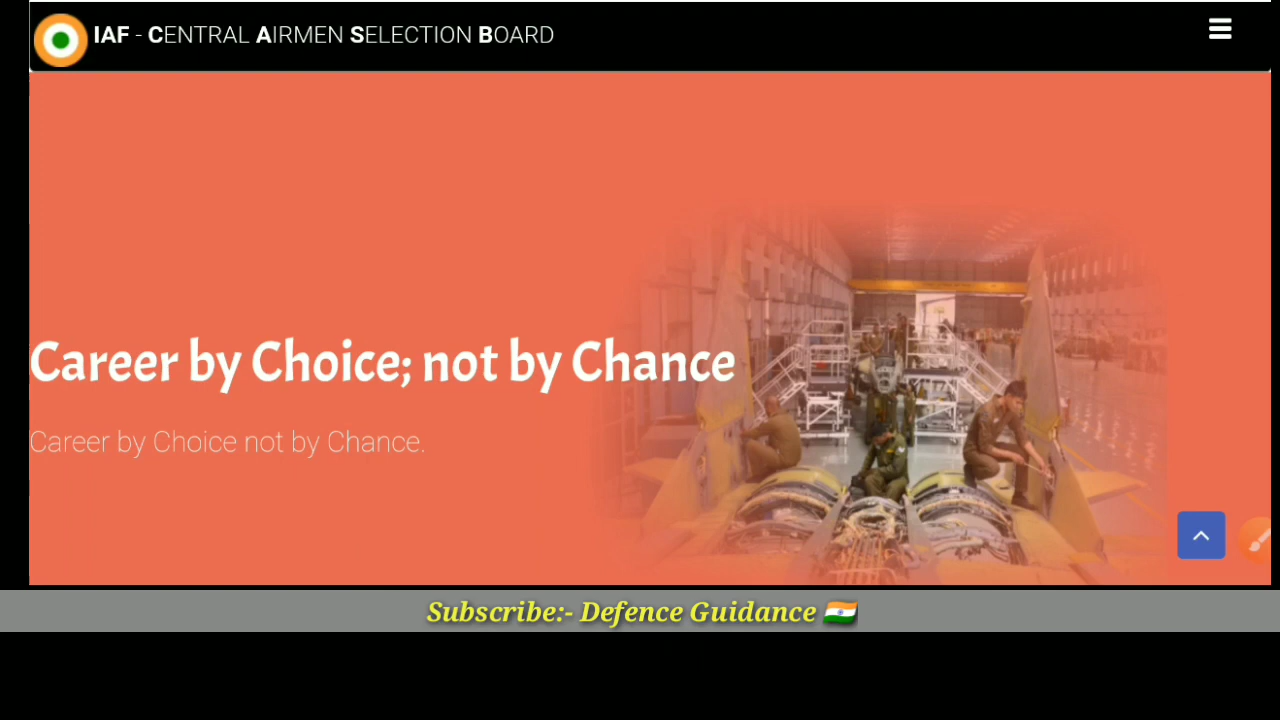 IAF - CENTRAL AIRMEN SELECTION BOARD
Career by Choice; not by Chance
Career by Choice not by Chance.
Subscribe:- Defence Guidance 🇮🇳